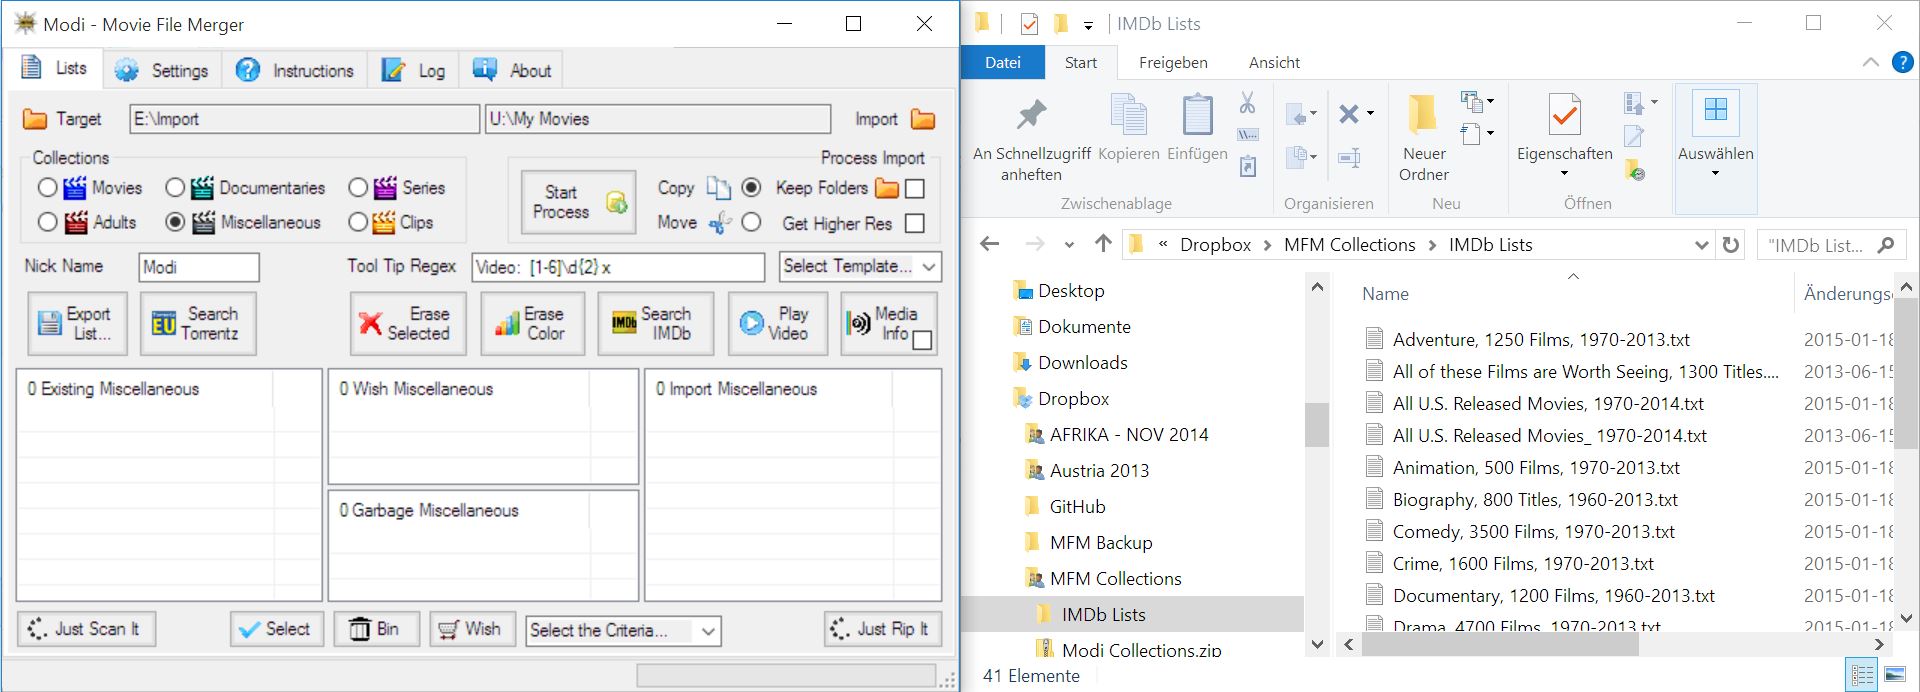 Modi - Movie File Merger
Lists Settings Instructions Log About
Target E:\Import U:\My Movies Import
Collections
Movies Documentaries Series
Adults Miscellaneous Clips
Process Import
Start Process
Copy Keep Folders
Move Get Higher Res
Nick Name Modi Tool Tip Regex Video: [1-6]\d{2} x Select Template...
Export List...
EU Search Torrentz
Erase Selected
Erase Color
IMDb Search IMDb
Play Video
Media Info
0 Existing Miscellaneous
0 Wish Miscellaneous
0 Garbage Miscellaneous
0 Import Miscellaneous
Just Scan It Select Bin Wish Select the Criteria... Just Rip It
IMDb Lists
Datei Start Freigeben Ansicht
An Schnellzugriff anheften
Kopieren
Einfügen
Zwischenablage
Organisieren
Neuer Ordner
Neu
Eigenschaften
Öffnen
Auswählen
« Dropbox > MFM Collections > IMDb Lists
"IMDb List...
Desktop
Dokumente
Downloads
Dropbox
AFRIKA - NOV 2014
Austria 2013
GitHub
MFM Backup
MFM Collections
IMDb Lists
Modi Collections.zip
Name Änderungs
Adventure, 1250 Films, 1970-2013.txt 2015-01-18
All of these Films are Worth Seeing, 1300 Titles.... 2013-06-15
All U.S. Released Movies, 1970-2014.txt 2015-01-18
All U.S. Released Movies_ 1970-2014.txt 2013-06-15
Animation, 500 Films, 1970-2013.txt 2015-01-18
Biography, 800 Titles, 1960-2013.txt 2015-01-18
Comedy, 3500 Films, 1970-2013.txt 2015-01-18
Crime, 1600 Films, 1970-2013.txt 2015-01-18
Documentary, 1200 Films, 1960-2013.txt 2015-01-18
Drama, 4700 Films, 1970-2013.txt 2015-01-18
41 Elemente